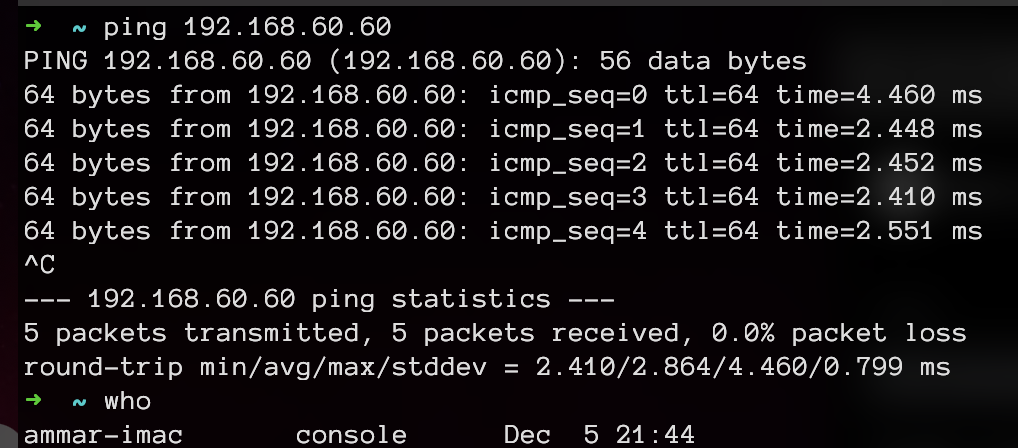 ➜  ~ ping 192.168.60.60
PING 192.168.60.60 (192.168.60.60): 56 data bytes
64 bytes from 192.168.60.60: icmp_seq=0 ttl=64 time=4.460 ms
64 bytes from 192.168.60.60: icmp_seq=1 ttl=64 time=2.448 ms
64 bytes from 192.168.60.60: icmp_seq=2 ttl=64 time=2.452 ms
64 bytes from 192.168.60.60: icmp_seq=3 ttl=64 time=2.410 ms
64 bytes from 192.168.60.60: icmp_seq=4 ttl=64 time=2.551 ms
^C
--- 192.168.60.60 ping statistics ---
5 packets transmitted, 5 packets received, 0.0% packet loss
round-trip min/avg/max/stddev = 2.410/2.864/4.460/0.799 ms
➜  ~ who
ammar-imac       console      Dec  5 21:44